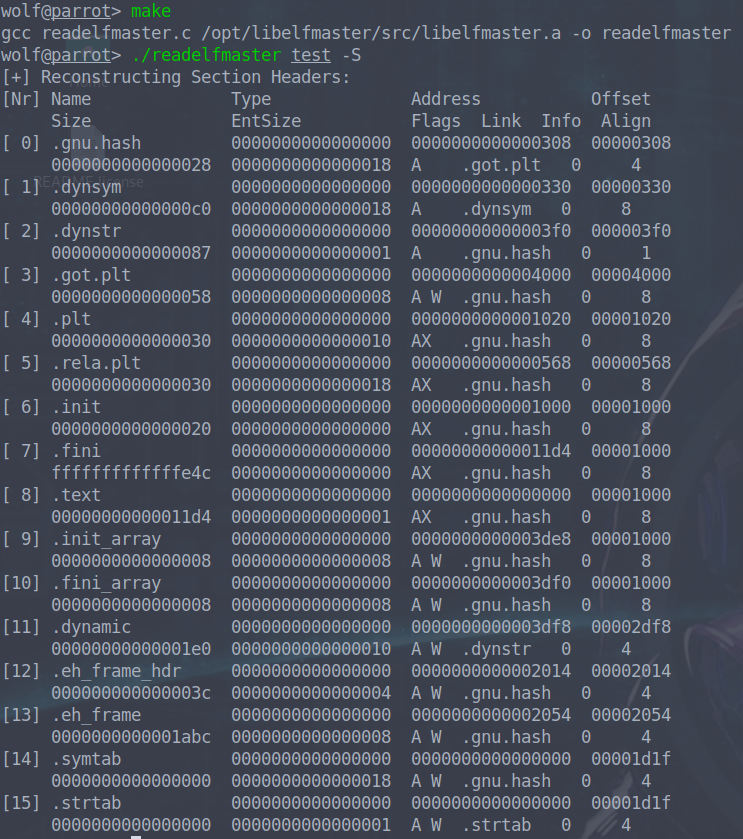 wolf@parrot> make
gcc readelfmaster.c /opt/libelfmaster/src/libelfmaster.a -o readelfmaster
wolf@parrot> ./readelfmaster test -S
[+] Reconstructing Section Headers:
[Nr] Name              Type              Address           Offset
     Size              EntSize           Flags  Link  Info  Align
[ 0] .gnu.hash         0000000000000000  0000000000000308  00000308
     0000000000000028  0000000000000018  A    .got.plt   0     4
[ 1] .dynsym           0000000000000000  0000000000000330  00000330
     00000000000000c0  0000000000000018  A    .dynsym   0     8
[ 2] .dynstr           0000000000000000  00000000000003f0  000003f0
     0000000000000087  0000000000000001  A    .gnu.hash   0     1
[ 3] .got.plt          0000000000000000  0000000000004000  00004000
     0000000000000058  0000000000000008  A W  .gnu.hash   0     8
[ 4] .plt              0000000000000000  0000000000001020  00001020
     0000000000000030  0000000000000010  AX   .gnu.hash   0     8
[ 5] .rela.plt         0000000000000000  0000000000000568  00000568
     0000000000000030  0000000000000018  AX   .gnu.hash   0     8
[ 6] .init             0000000000000000  0000000000001000  00001000
     0000000000000020  0000000000000000  AX   .gnu.hash   0     8
[ 7] .fini             0000000000000000  00000000000011d4  00001000
     fffffffffffffe4c  0000000000000000  AX   .gnu.hash   0     8
[ 8] .text             0000000000000000  0000000000000000  00001000
     00000000000011d4  0000000000000001  AX   .gnu.hash   0     8
[ 9] .init_array       0000000000000000  0000000000003de8  00001000
     0000000000000008  0000000000000008  A W  .gnu.hash   0     8
[10] .fini_array       0000000000000000  0000000000003df0  00001000
     0000000000000008  0000000000000008  A W  .gnu.hash   0     8
[11] .dynamic          0000000000000000  0000000000003df8  00002df8
     00000000000001e0  0000000000000010  A W  .dynstr   0     4
[12] .eh_frame_hdr     0000000000000000  0000000000002014  00002014
     000000000000003c  0000000000000004  A W  .gnu.hash   0     4
[13] .eh_frame         0000000000000000  0000000000002054  00002054
     0000000000001abc  0000000000000008  A W  .gnu.hash   0     4
[14] .symtab           0000000000000000  0000000000000000  00001d1f
     0000000000000000  0000000000000018  A W  .gnu.hash   0     4
[15] .strtab           0000000000000000  0000000000000000  00001d1f
     0000000000000000  0000000000000001  A W  .strtab   0     4